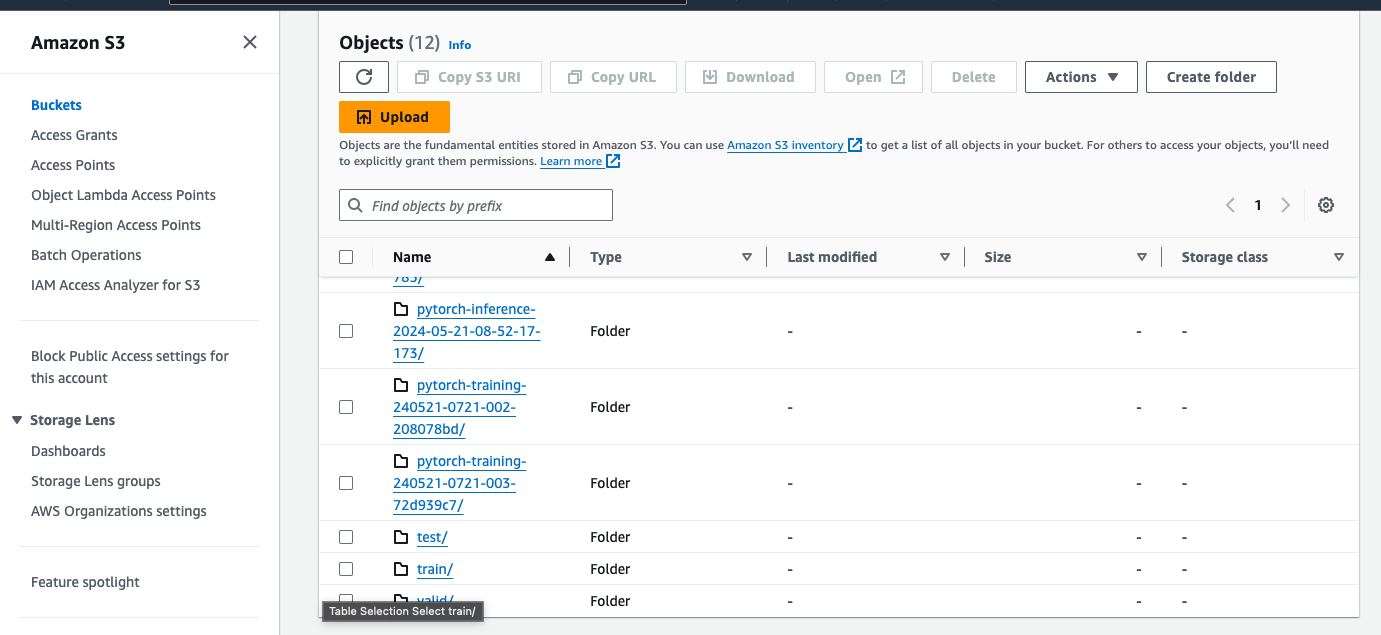 Amazon S3
Buckets
Access Grants
Access Points
Object Lambda Access Points
Multi-Region Access Points
Batch Operations
IAM Access Analyzer for S3
Block Public Access settings for
this account
Storage Lens
Dashboards
Storage Lens groups
AWS Organizations settings
Feature spotlight
Objects (12) Info
Copy S3 URI Copy URL Download Open Delete Actions Create folder
Upload
Objects are the fundamental entities stored in Amazon S3. You can use Amazon S3 inventory to get a list of all objects in your bucket. For others to access your objects, you'll need
to explicitly grant them permissions. Learn more
Find objects by prefix
1
Name Type Last modified Size Storage class
785/
pytorch-inference-
2024-05-21-08-52-17-
173/
Folder - - -
pytorch-training-
240521-0721-002-
208078bd/
Folder - - -
pytorch-training-
240521-0721-003-
72d939c7/
Folder - - -
test/ Folder - - -
train/ Folder - - -
valid/ Folder - - -
Table Selection Select train/